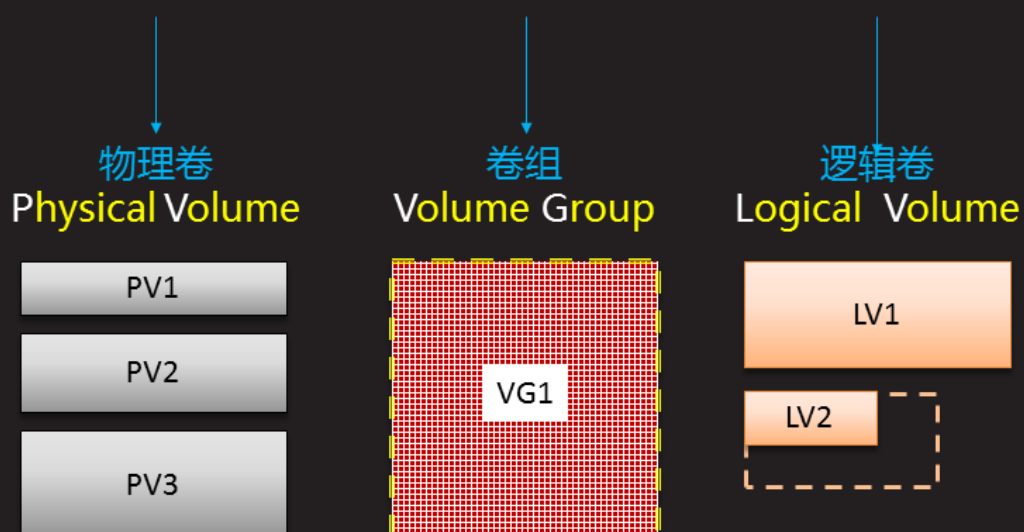 物理卷
Physical Volume
PV1
PV2
PV3
卷组
Volume Group
VG1
逻辑卷
Logical Volume
LV1
LV2